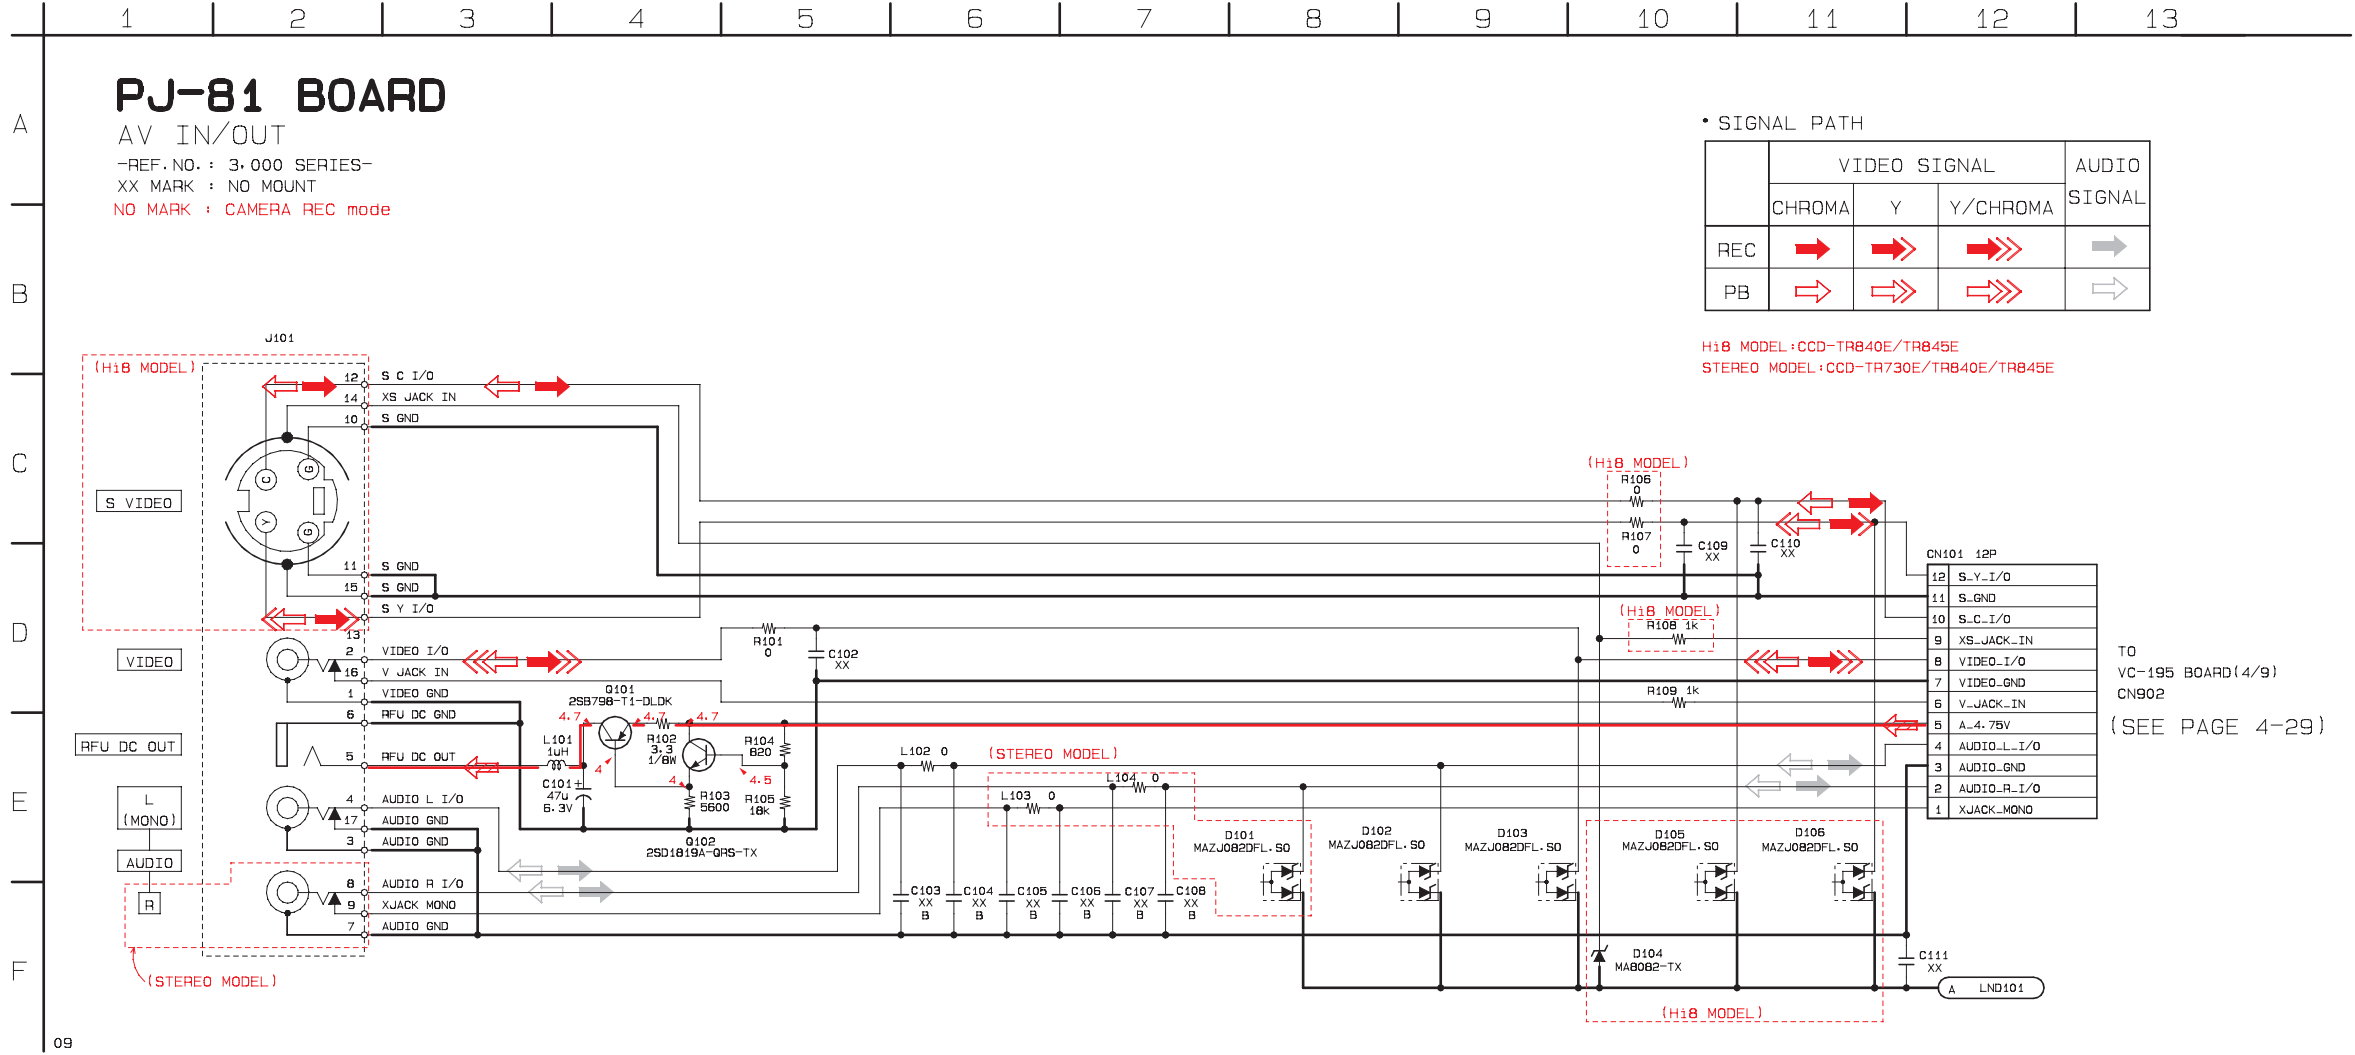 1 2 3 4 5 6 7 8 9 10 11 12 13
A
B
C
D
E
F
PJ-81 BOARD
AV IN/OUT
-REF.NO.: 3,000 SERIES-
XX MARK : NO MOUNT
NO MARK : CAMERA REC mode
• SIGNAL PATH
VIDEO SIGNAL
AUDIO SIGNAL
CHROMA Y Y/CHROMA
REC
PB
Hi8 MODEL:CCD-TR840E/TR845E
STEREO MODEL:CCD-TR730E/TR840E/TR845E
J101
(Hi8 MODEL)
S VIDEO
C
G
Y
G
12 S C I/O
14 XS JACK IN
10 S GND
11 S GND
15 S GND
S Y I/O
13
VIDEO
2 VIDEO I/O
16 V JACK IN
1 VIDEO GND
6 RFU DC GND
RFU DC OUT
5 RFU DC OUT
L
(MONO)
4 AUDIO L I/O
17 AUDIO GND
3 AUDIO GND
AUDIO
R
8 AUDIO R I/O
9 XJACK MONO
7 AUDIO GND
(STEREO MODEL)
Q101
2SB798-T1-DLDK
4.7
4.7
4.7
L101
1uH
R102
3.3
1/8W
R104
820
4
4
4.5
C101 +
47u
6.3V
R103
5600
R105
18k
Q102
2SD1819A-QRS-TX
R101
0
C102
XX
L102 0
(STEREO MODEL)
L104 0
L103 0
C103
XX
B
C104
XX
B
C105
XX
B
C106
XX
B
C107
XX
B
C108
XX
B
D101
MAZJ082DFL.SO
D102
MAZJ082DFL.SO
D103
MAZJ082DFL.SO
D105
MAZJ082DFL.SO
D106
MAZJ082DFL.SO
D104
MA8082-TX
(Hi8 MODEL)
(Hi8 MODEL)
R106
0
R107
0
C109
XX
C110
XX
(Hi8 MODEL)
R108 1k
R109 1k
CN101 12P
12 S_Y_I/O
11 S_GND
10 S_C_I/O
9 XS_JACK_IN
8 VIDEO_I/O
7 VIDEO_GND
6 V_JACK_IN
5 A_4.75V
4 AUDIO_L_I/O
3 AUDIO_GND
2 AUDIO_R_I/O
1 XJACK_MONO
TO
VC-195 BOARD(4/9)
CN902
(SEE PAGE 4-29)
C111
XX
A LND101
09